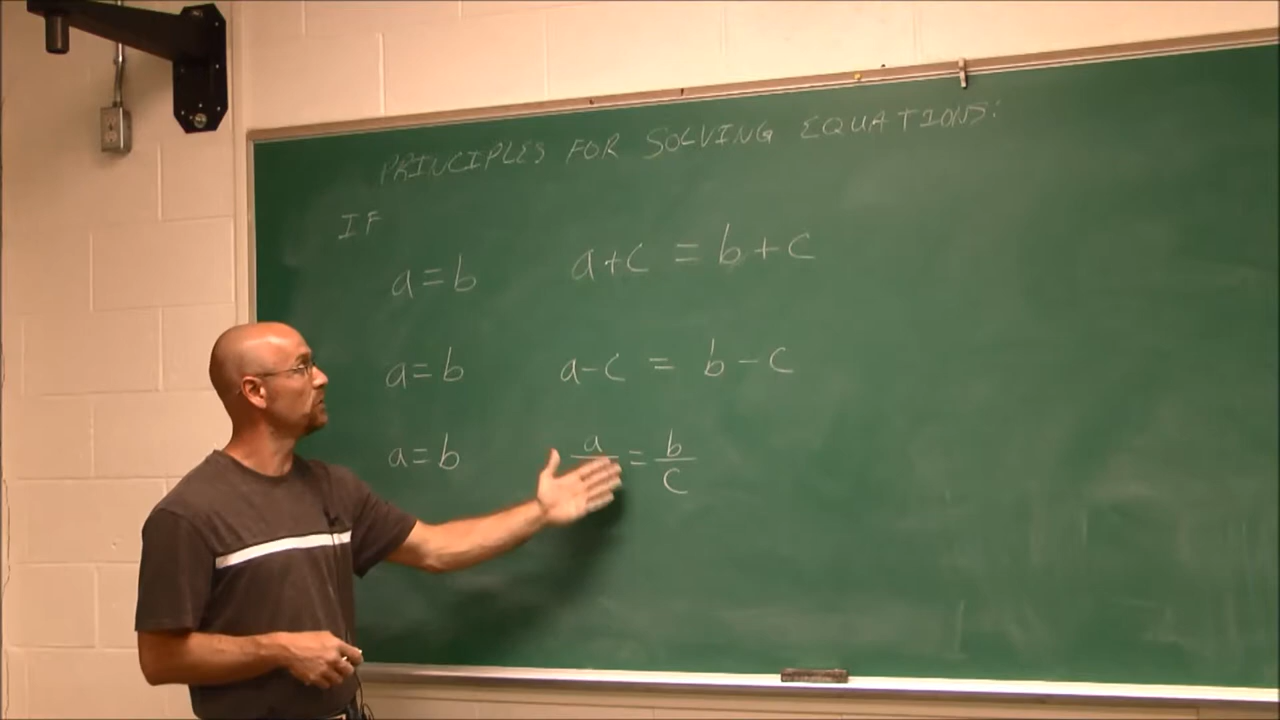 PRINCIPLES FOR SOLVING EQUATIONS:
IF
a=b a+c = b+c
a=b a-c = b-c
a=b a/ = b/c